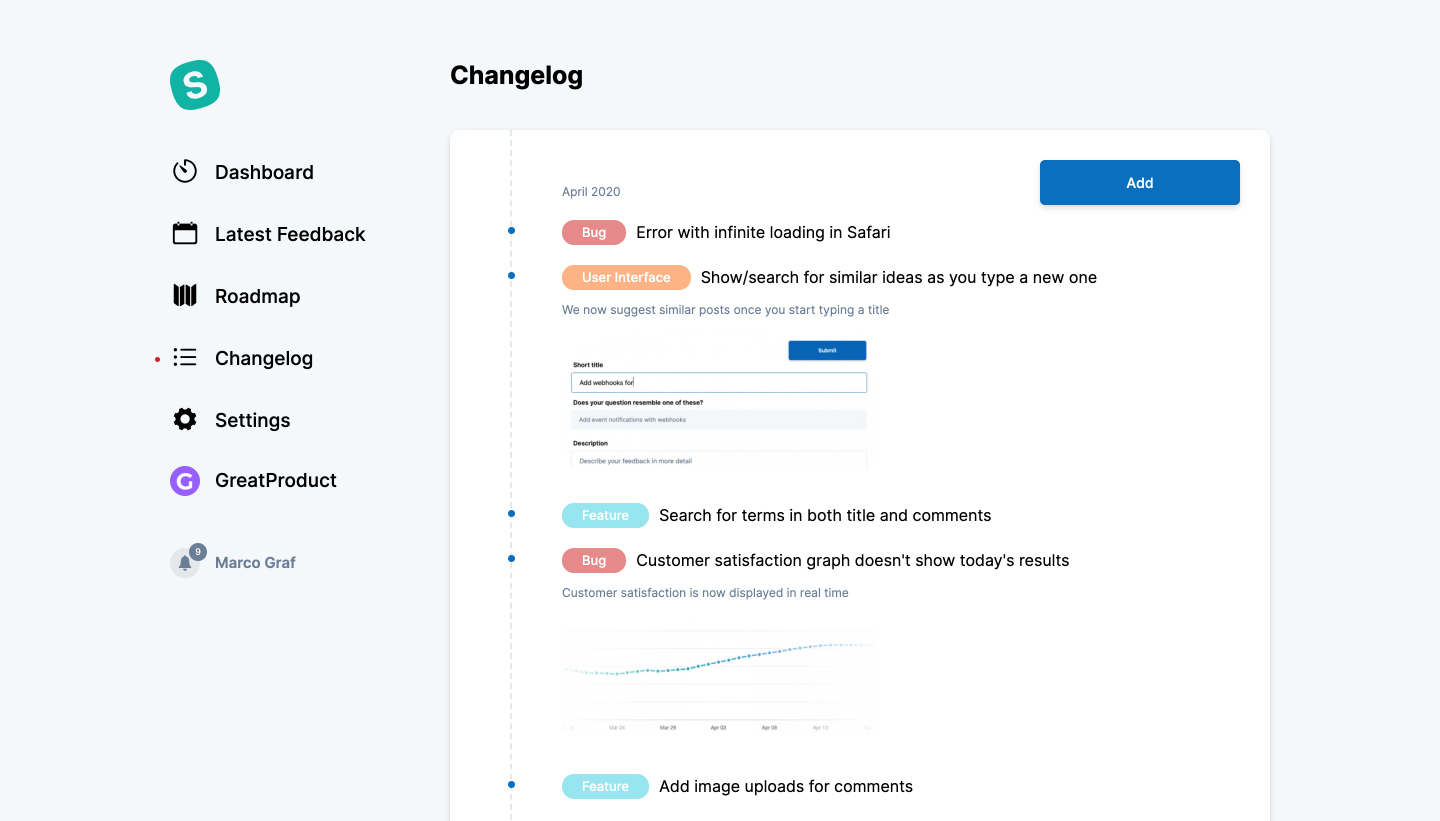 S
Changelog
Dashboard
Latest Feedback
Roadmap
Changelog
Settings
G
GreatProduct
9
Marco Graf
Add
April 2020
Bug Error with infinite loading in Safari
User Interface Show/search for similar ideas as you type a new one
We now suggest similar posts once you start typing a title
Submit
Short title
Add webhooks for
Does your question resemble one of these?
Add event notifications with webhooks
Description
Describe your feedback in more detail
Feature Search for terms in both title and comments
Bug Customer satisfaction graph doesn't show today's results
Customer satisfaction is now displayed in real time
Mar 24 Mar 29 Apr 03 Apr 08 Apr 13
Feature Add image uploads for comments